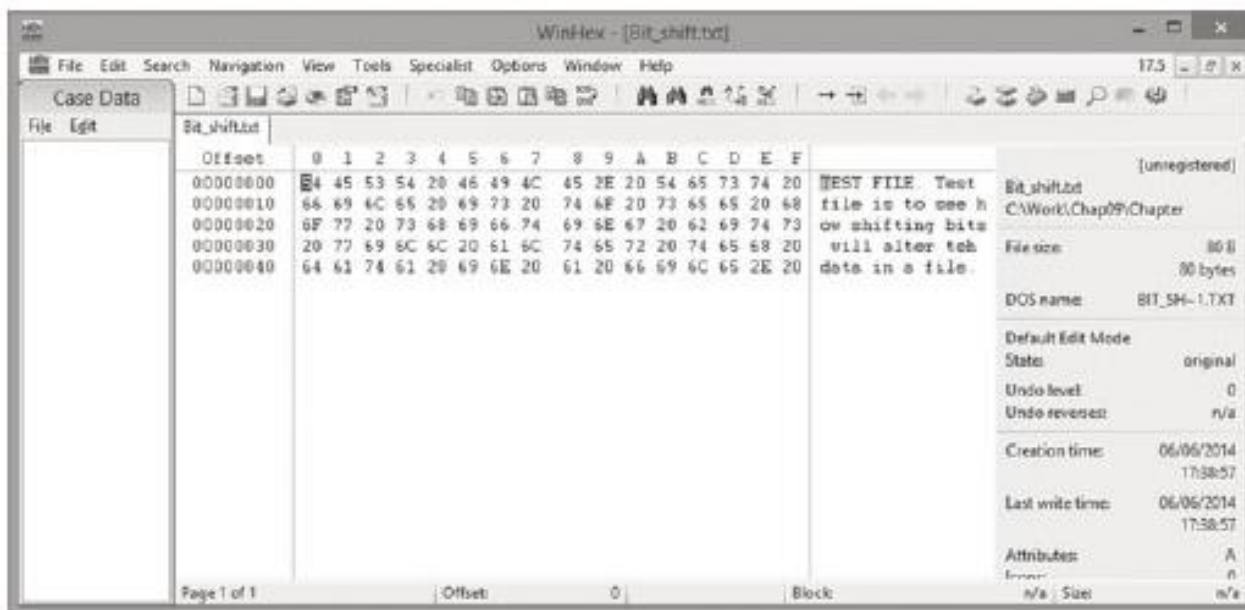 WinHex - [Bit_shift.txt]
File Edit Search Navigation View Tools Specialist Options Window Help 17.5
Case Data
File Edit
Bit_shift.txt
[unregistered]
Offset 0 1 2 3 4 5 6 7 8 9 A B C D E F
00000000 54 45 53 54 20 46 49 4C 45 2E 20 54 65 73 74 20 TEST FILE. Test
00000010 66 69 6C 65 20 69 73 20 74 6F 20 73 65 65 20 68 file is to see h
00000020 6F 77 20 73 68 69 66 74 69 6E 67 20 62 69 74 73 ow shifting bits
00000030 20 77 69 6C 6C 20 61 6C 74 65 72 20 74 65 68 20 will alter teh
00000040 64 61 74 61 20 69 6E 20 61 20 66 69 6C 65 2E 20 data in a file.
Bit_shift.txt
C:\Work\Chap09\Chapter
File size: 80 B
80 bytes
DOS name: BIT_SH~1.TXT
Default Edit Mode
State: original
Undo level: 0
Undo reverses: n/a
Creation time: 06/06/2014
17:38:57
Last write time: 06/06/2014
17:38:57
Attributes: A
Page 1 of 1 Offset: 0 Block: n/a Size: n/a